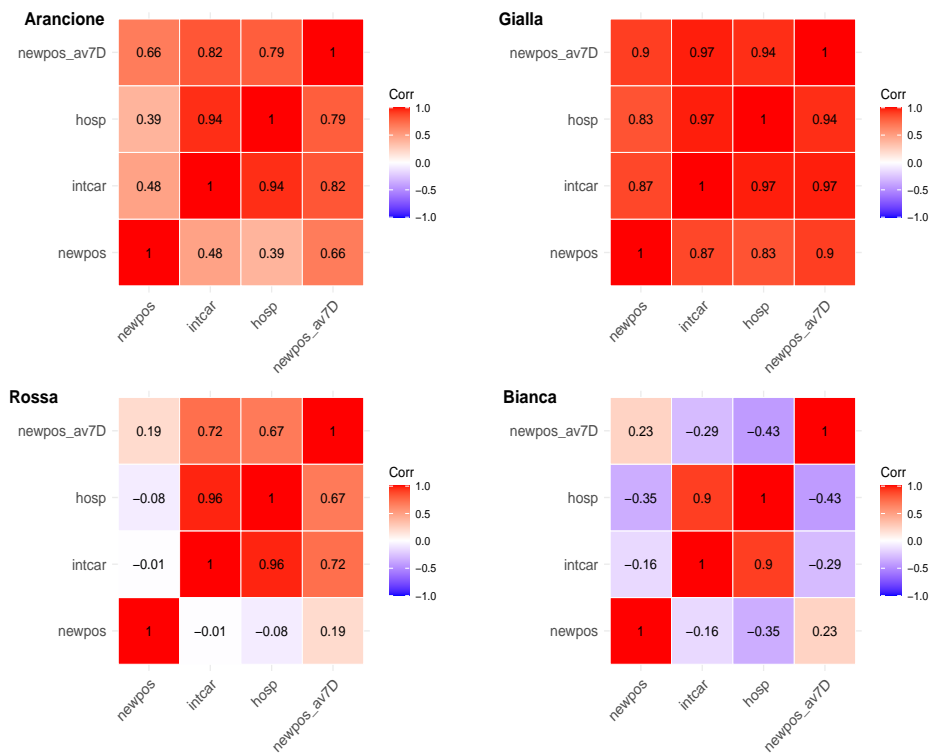 Arancione
newpos_av7D 0.66 0.82 0.79 1
hosp 0.39 0.94 1 0.79
intcar 0.48 1 0.94 0.82
newpos 1 0.48 0.39 0.66
newpos intcar hosp newpos_av7D
Corr
1.0
0.5
0.0
−0.5
−1.0
Gialla
newpos_av7D 0.9 0.97 0.94 1
hosp 0.83 0.97 1 0.94
intcar 0.87 1 0.97 0.97
newpos 1 0.87 0.83 0.9
newpos intcar hosp newpos_av7D
Corr
1.0
0.5
0.0
−0.5
−1.0
Rossa
newpos_av7D 0.19 0.72 0.67 1
hosp −0.08 0.96 1 0.67
intcar −0.01 1 0.96 0.72
newpos 1 −0.01 −0.08 0.19
newpos intcar hosp newpos_av7D
Corr
1.0
0.5
0.0
−0.5
−1.0
Bianca
newpos_av7D 0.23 −0.29 −0.43 1
hosp −0.35 0.9 1 −0.43
intcar −0.16 1 0.9 −0.29
newpos 1 −0.16 −0.35 0.23
newpos intcar hosp newpos_av7D
Corr
1.0
0.5
0.0
−0.5
−1.0